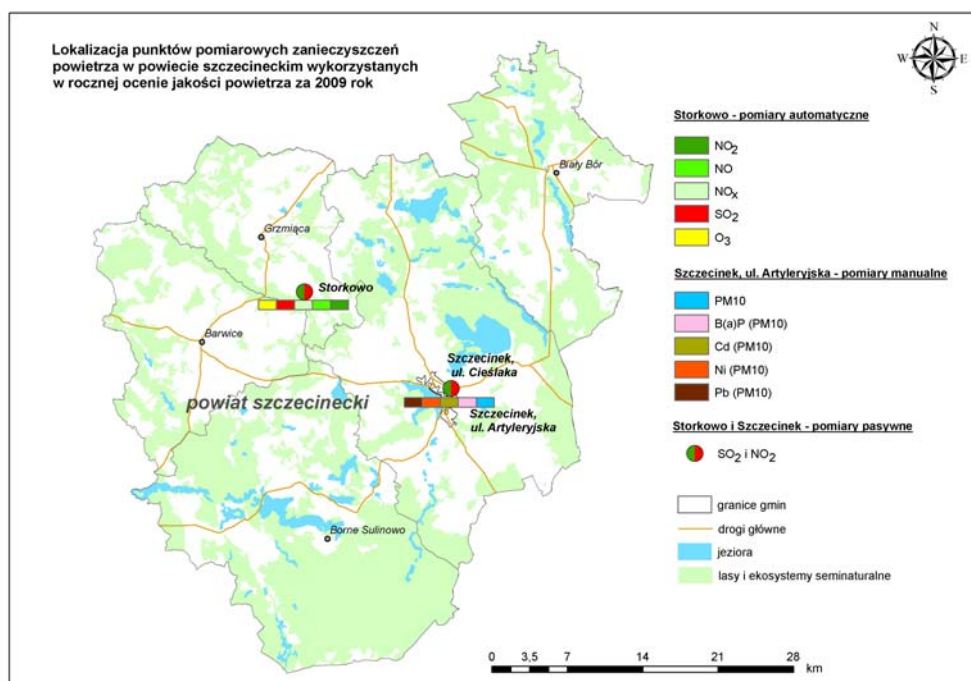 Lokalizacja punktów pomiarowych zanieczyszczeń
powietrza w powiecie szczecineckim wykorzystanych
w rocznej ocenie jakości powietrza za 2009 rok
N
W
E
S
Storkowo - pomiary automatyczne
NO2
NO
NOx
SO2
O3
Szczecinek, ul. Artyleryjska - pomiary manualne
PM10
B(a)P (PM10)
Cd (PM10)
Ni (PM10)
Pb (PM10)
Storkowo i Szczecinek - pomiary pasywne
SO2 i NO2
granice gmin
drogi główne
jeziora
lasy i ekosystemy seminaturalne
Biały Bór
Grzmiąca
Storkowo
Barwice
Szczecinek,
ul. Cieślaka
powiat szczecinecki
Szczecinek,
ul. Artyleryjska
Borne Sulinowo
0 3,5 7 14 21 28
km